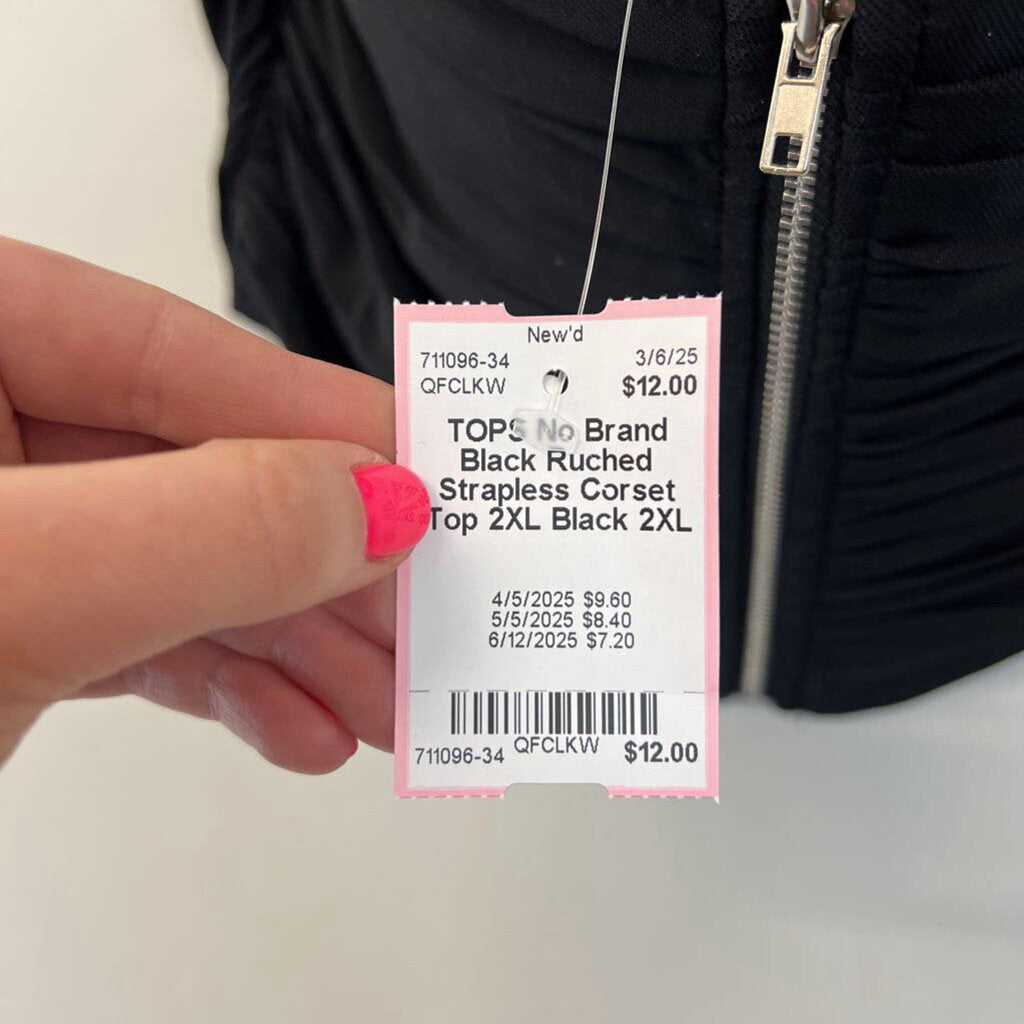 New'd
711096-34 3/6/25
QFCLKW $12.00
TOPS No Brand
Black Ruched
Strapless Corset
Top 2XL Black 2XL
4/5/2025 $9.60
5/5/2025 $8.40
6/12/2025 $7.20
711096-34 QFCLKW $12.00